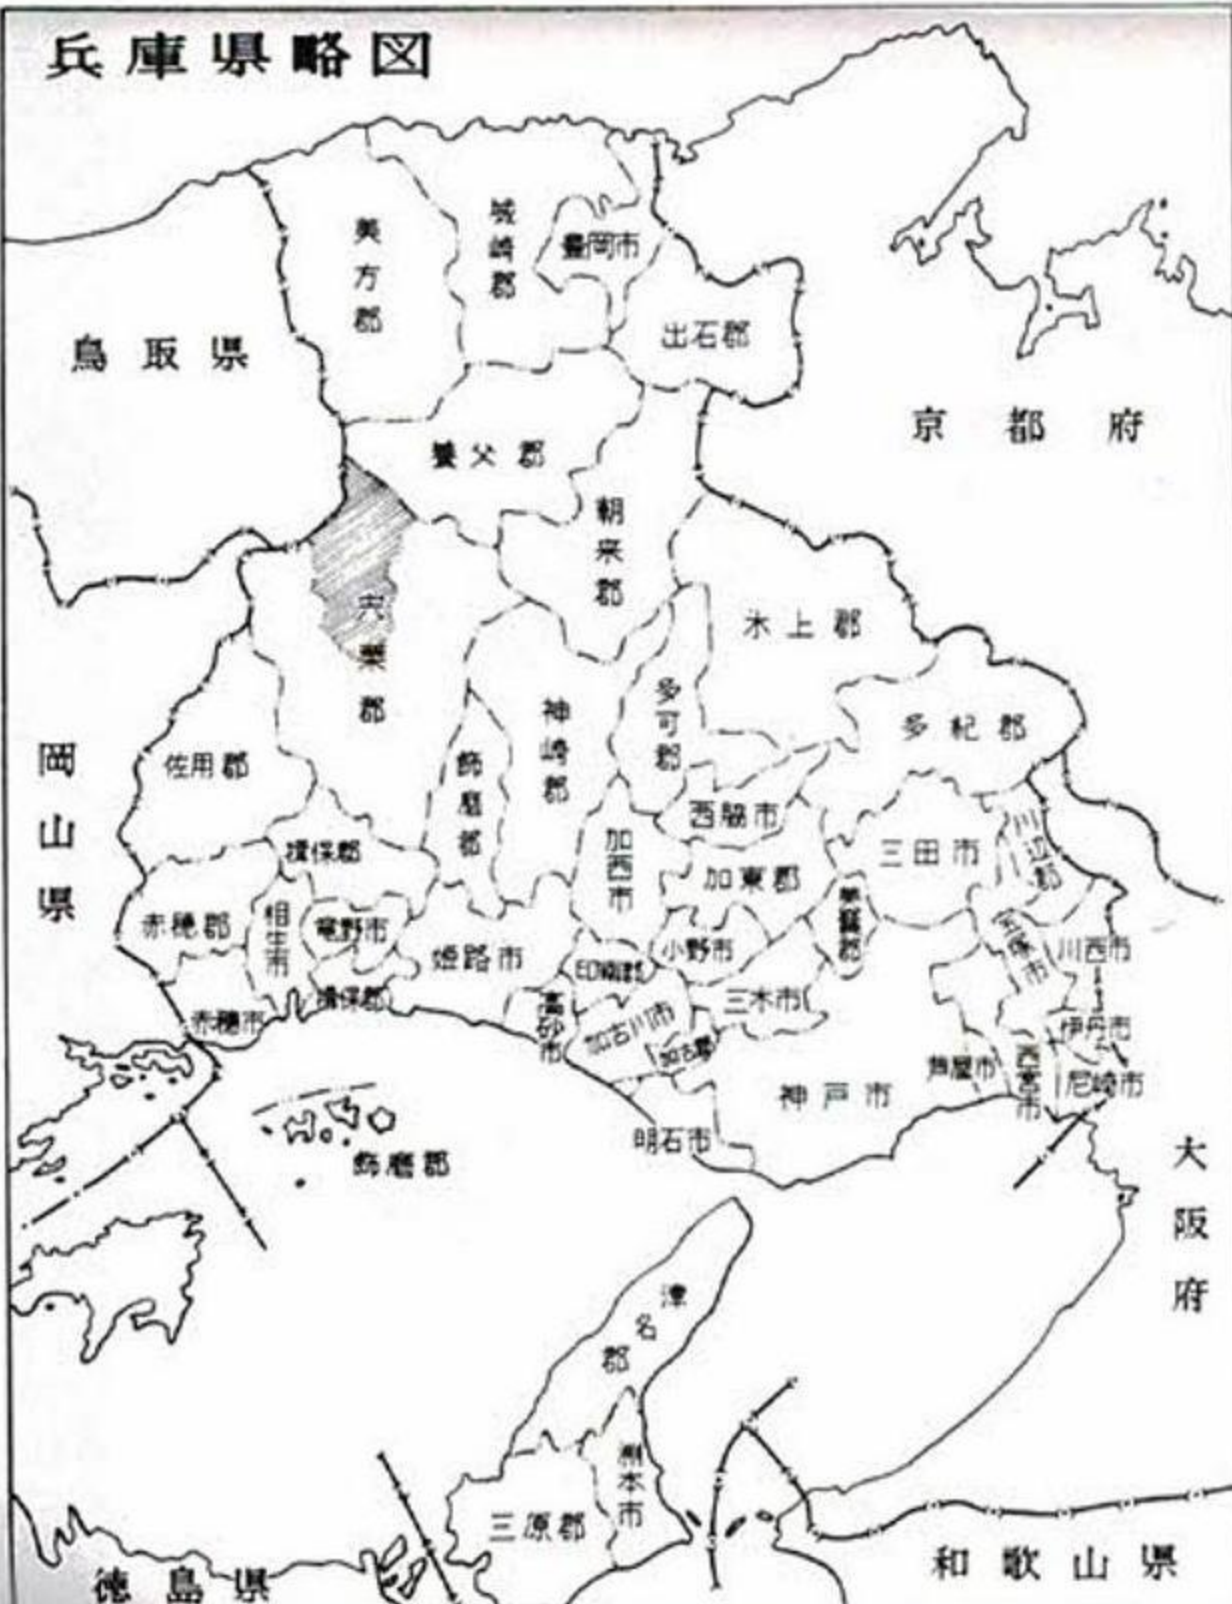 兵庫県略図
美方郡
城崎郡
豊岡市
出石郡
鳥取県
京都府
養父郡
朝来郡
宍粟郡
氷上郡
多可郡
神崎郡
多紀郡
岡山県
佐用郡
飾磨郡
西脇市
揖保郡
加西市
加東郡
三田市
川辺郡
赤穂郡
相生市
竜野市
姫路市
印南郡
小野市
美嚢郡
宝塚市
川西市
赤穂市
揖保郡
高砂市
加古川市
加古郡
三木市
伊丹市
芦屋市
西宮市
尼崎市
神戸市
明石市
飾磨郡
大阪府
津名郡
洲本市
三原郡
徳島県
和歌山県